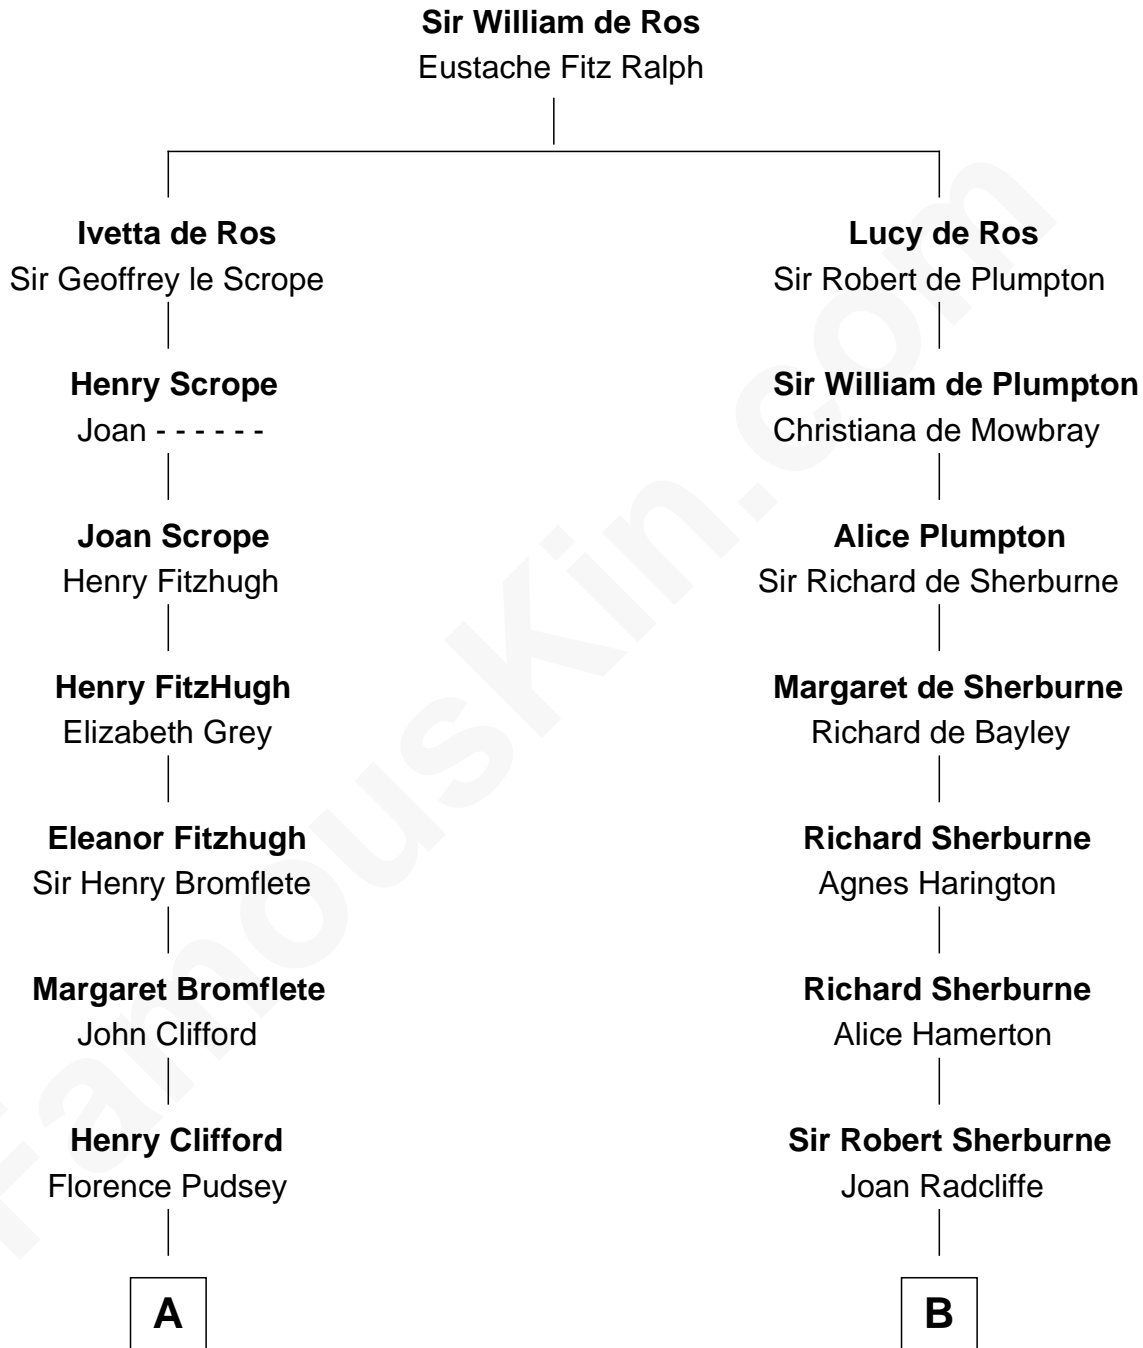 Sir William de Ros
Eustache Fitz Ralph
Ivetta de Ros
Sir Geoffrey le Scrope
Lucy de Ros
Sir Robert de Plumpton
Henry Scrope
Joan - - - - - -
Sir William de Plumpton
Christiana de Mowbray
Joan Scrope
Henry Fitzhugh
Alice Plumpton
Sir Richard de Sherburne
Henry FitzHugh
Elizabeth Grey
Margaret de Sherburne
Richard de Bayley
Eleanor Fitzhugh
Sir Henry Bromflete
Richard Sherburne
Agnes Harington
Margaret Bromflete
John Clifford
Richard Sherburne
Alice Hamerton
Henry Clifford
Florence Pudsey
Sir Robert Sherburne
Joan Radcliffe
A
B
FamousKin.com